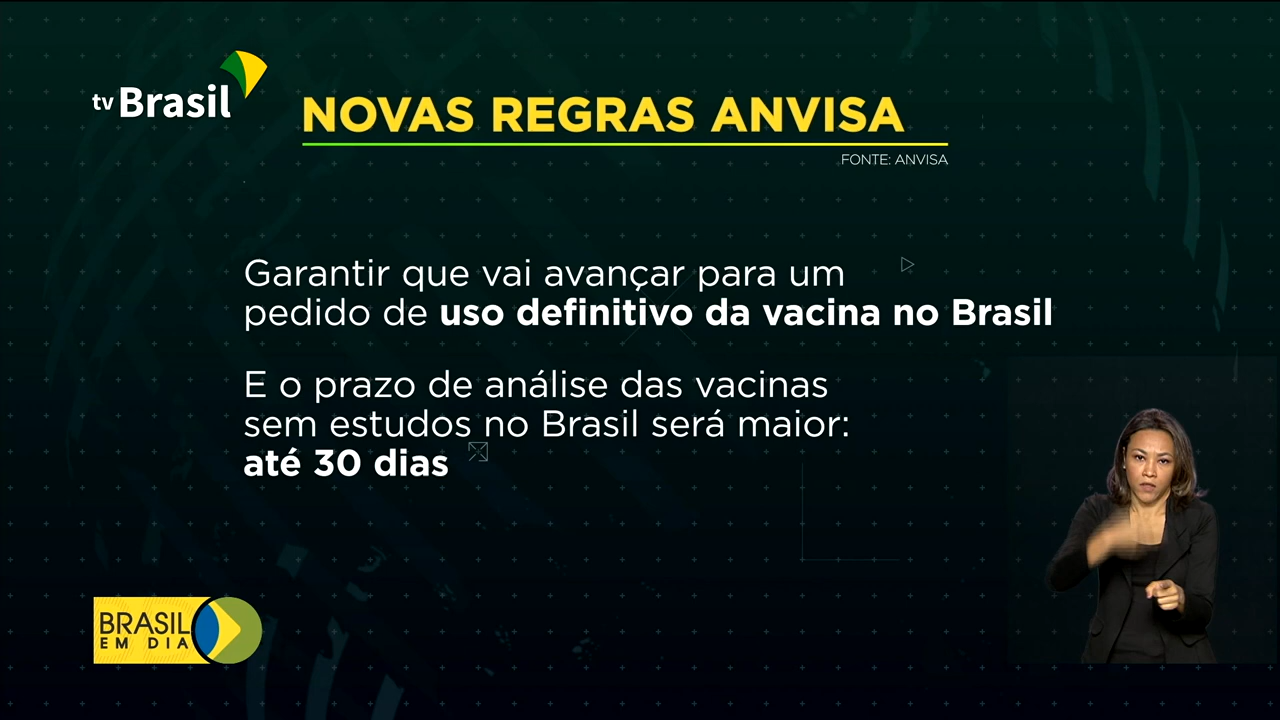 tv Brasil
NOVAS REGRAS ANVISA
FONTE: ANVISA
Garantir que vai avançar para um
pedido de uso definitivo da vacina no Brasil
E o prazo de análise das vacinas
sem estudos no Brasil será maior:
até 30 dias
BRASIL
EM DIA